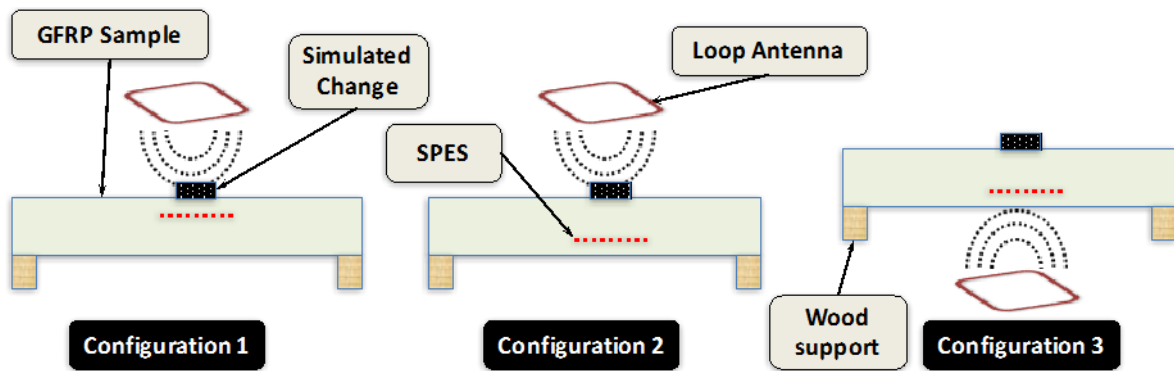 GFRP Sample
Simulated
Change
Loop Antenna
SPES
Wood
support
Configuration 1
Configuration 2
Configuration 3